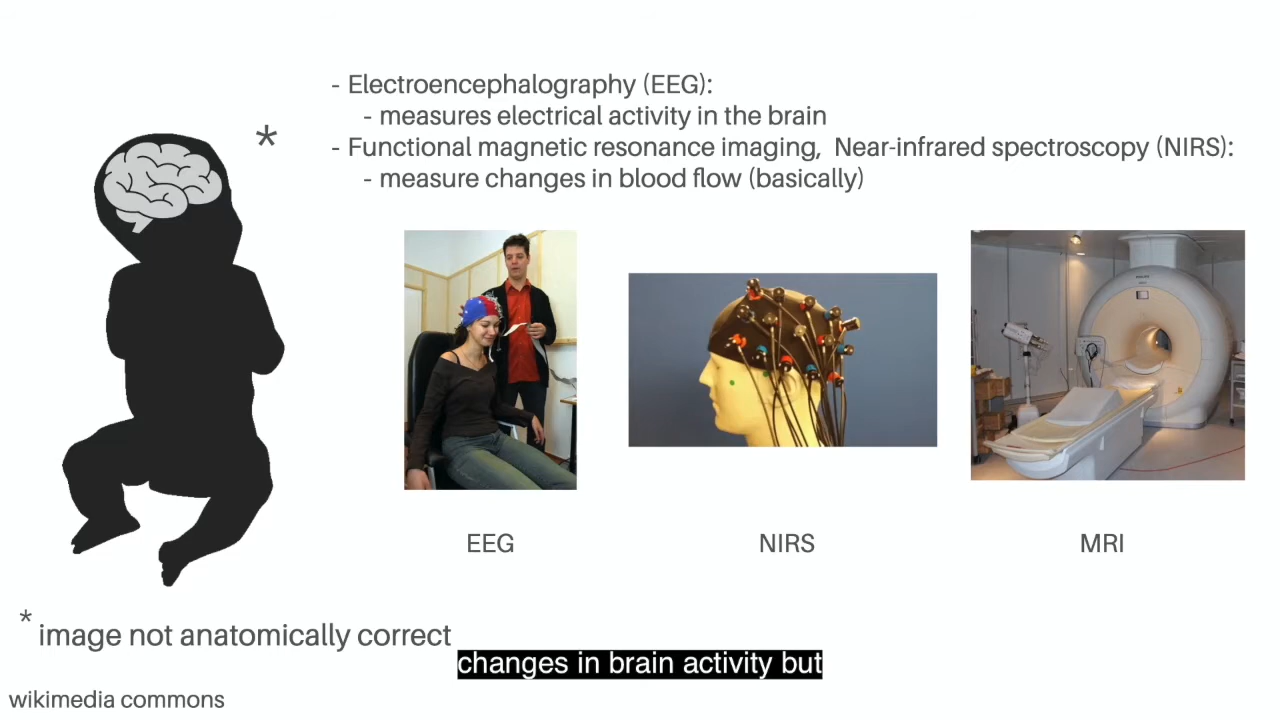 - Electroencephalography (EEG):
- measures electrical activity in the brain
*
- Functional magnetic resonance imaging,  Near-infrared spectroscopy (NIRS):
- measure changes in blood flow (basically)
EEG
NIRS
MRI
* image not anatomically correct
changes in brain activity but
wikimedia commons